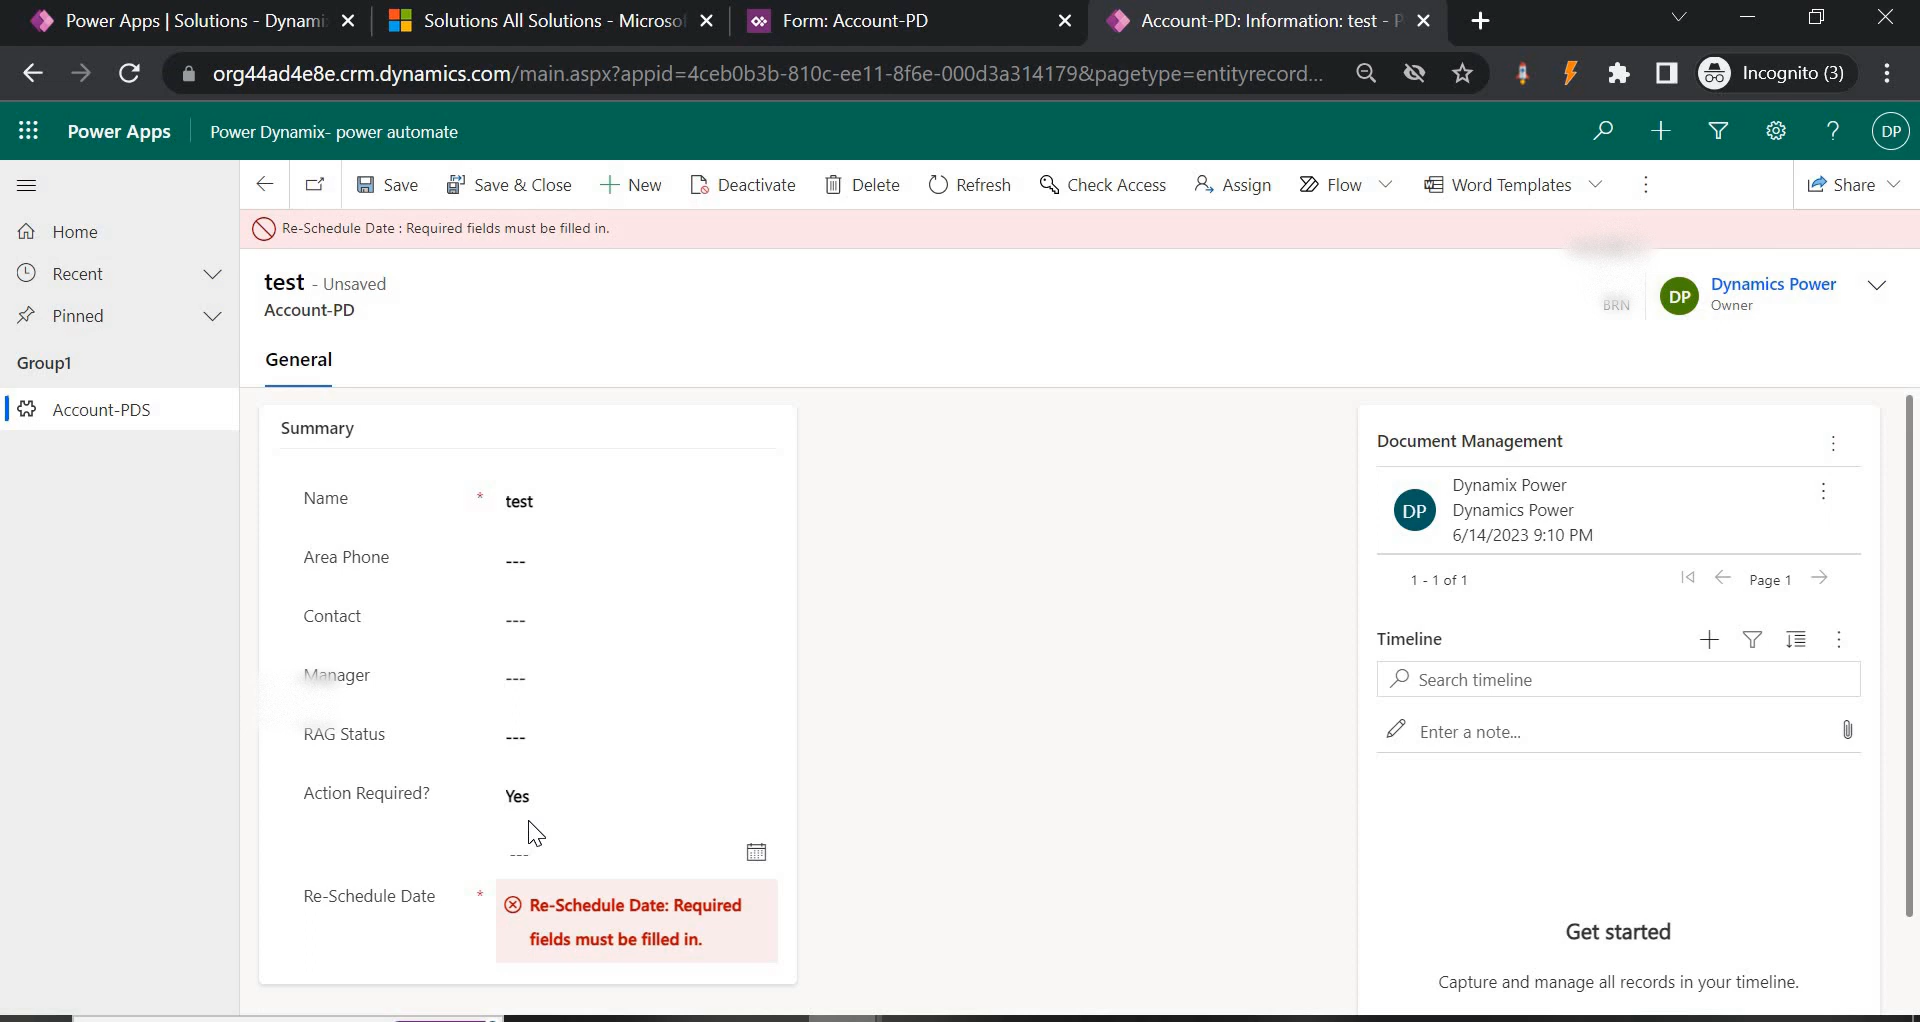 Power Apps | Solutions - Dynami
Solutions All Solutions - Microsof
Form: Account-PD
Account-PD: Information: test - P
org44ad4e8e.crm.dynamics.com/main.aspx?appid=4ceb0b3b-810c-ee11-8f6e-000d3a314179&pagetype=entityrecord...
Incognito (3)
Power Apps
Power Dynamix- power automate
DP
Save
Save & Close
New
Deactivate
Delete
Refresh
Check Access
Assign
Flow
Word Templates
Share
Home
Recent
Pinned
Group1
Account-PDS
Re-Schedule Date : Required fields must be filled in.
test - Unsaved
Account-PD
BRN
DP
Dynamics Power
Owner
General
Summary
Name * test
Area Phone ---
Contact ---
Manager ---
RAG Status ---
Action Required? Yes
---
Re-Schedule Date *
Re-Schedule Date: Required
fields must be filled in.
Document Management
DP
Dynamix Power
Dynamics Power
6/14/2023 9:10 PM
1 - 1 of 1
Page 1
Timeline
Search timeline
Enter a note...
Get started
Capture and manage all records in your timeline.